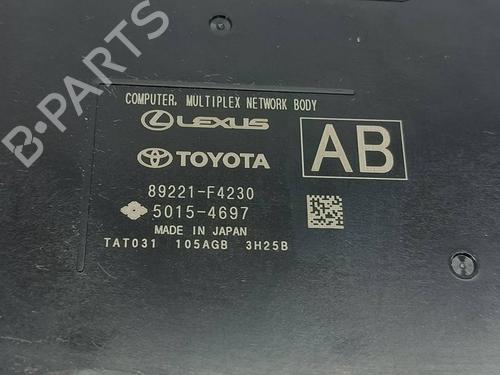 B-PARTS
COMPUTER, MULTIPLEX NETWORK BODY
LEXUS
TOYOTA
AB
89221-F4230
5015-4697
MADE IN JAPAN
TAT031 105AGB 3H25B